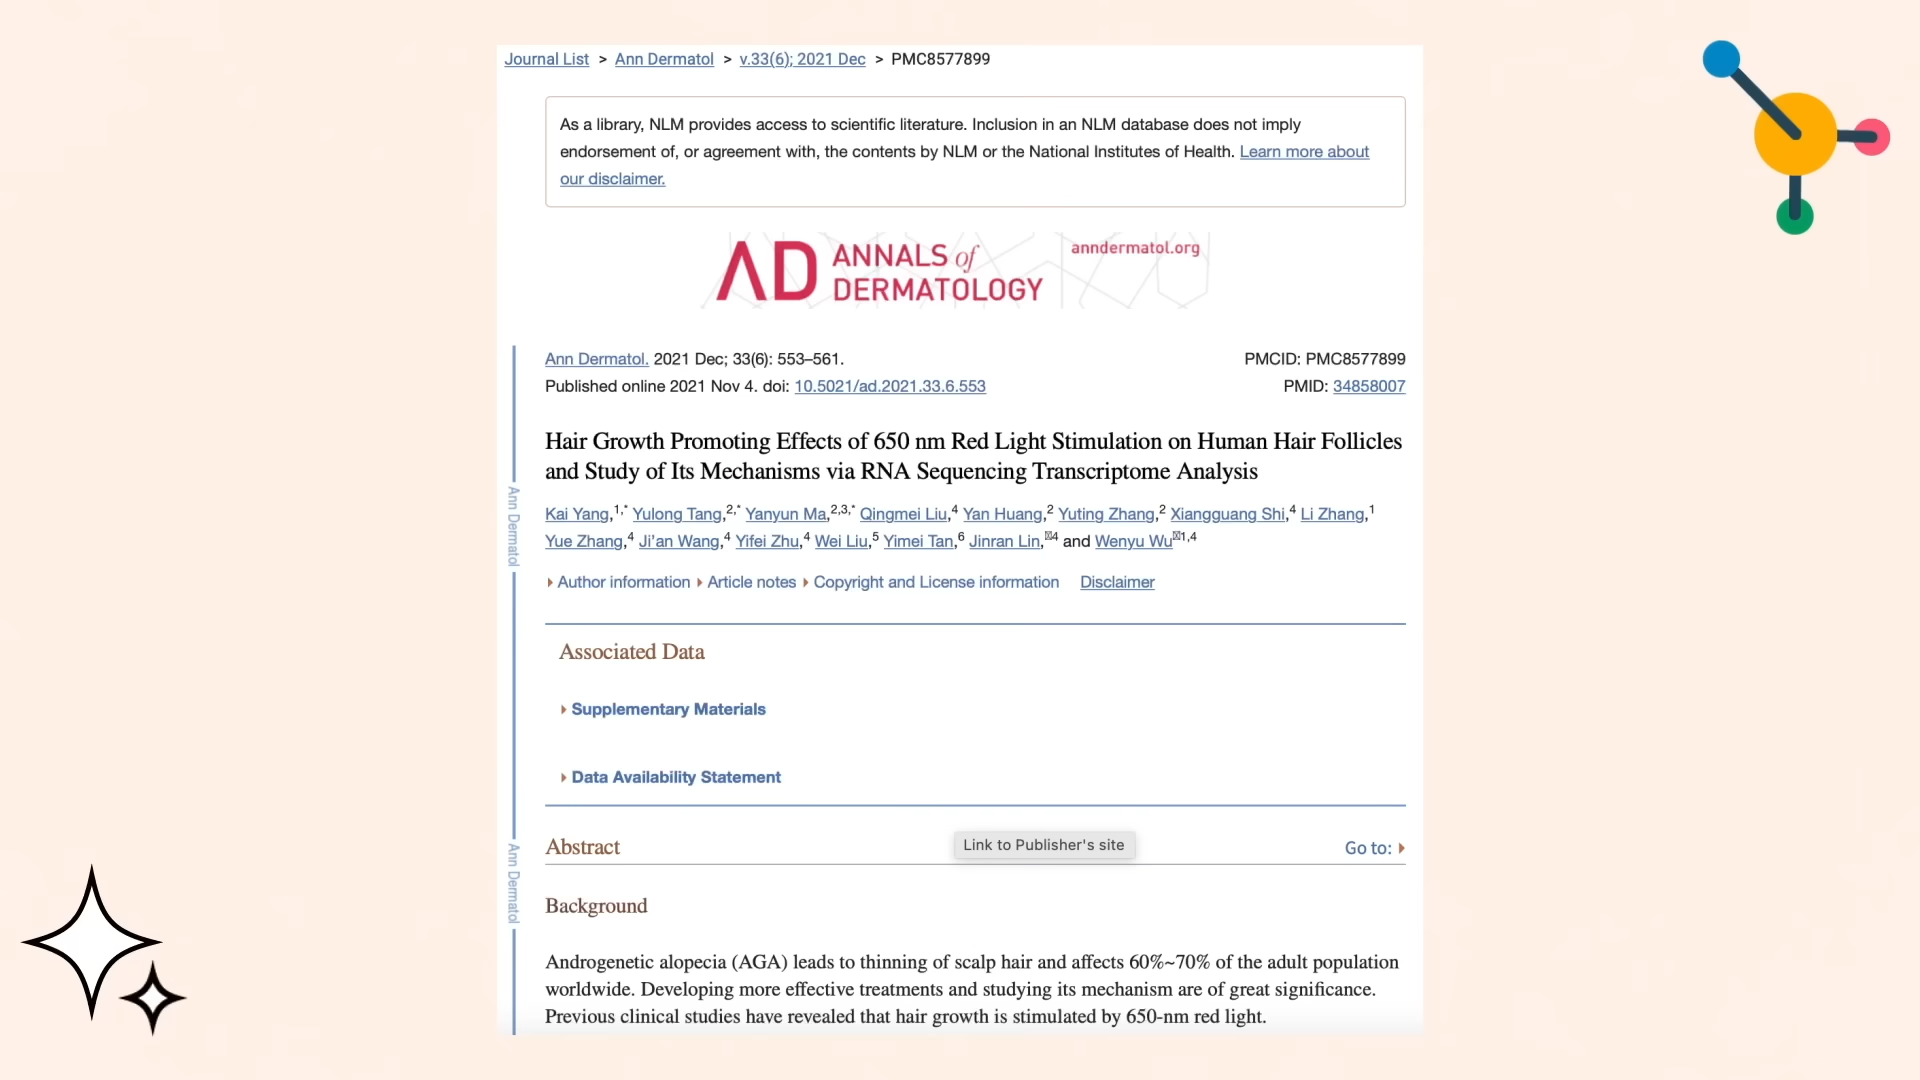 Journal List > Ann Dermatol > v.33(6); 2021 Dec > PMC8577899
As a library, NLM provides access to scientific literature. Inclusion in an NLM database does not imply
endorsement of, or agreement with, the contents by NLM or the National Institutes of Health. Learn more about
our disclaimer.
AD ANNALS of
DERMATOLOGY
anndermatol.org
Ann Dermatol. 2021 Dec; 33(6): 553–561.
PMCID: PMC8577899
Published online 2021 Nov 4. doi: 10.5021/ad.2021.33.6.553
PMID: 34858007
Hair Growth Promoting Effects of 650 nm Red Light Stimulation on Human Hair Follicles
and Study of Its Mechanisms via RNA Sequencing Transcriptome Analysis
Kai Yang,1,* Yulong Tang,2,* Yanyun Ma,2,3,* Qingmei Liu,4 Yan Huang,2 Yuting Zhang,2 Xiangguang Shi,4 Li Zhang,1
Yue Zhang,4 Ji'an Wang,4 Yifei Zhu,4 Wei Liu,5 Yimei Tan,6 Jinran Lin,4 and Wenyu Wu1,4
Author information Article notes Copyright and License information Disclaimer
Ann Dermatol
Associated Data
Supplementary Materials
Data Availability Statement
Abstract
Link to Publisher's site
Go to:
Ann Dermatol
Background
Androgenetic alopecia (AGA) leads to thinning of scalp hair and affects 60%~70% of the adult population
worldwide. Developing more effective treatments and studying its mechanism are of great significance.
Previous clinical studies have revealed that hair growth is stimulated by 650-nm red light.